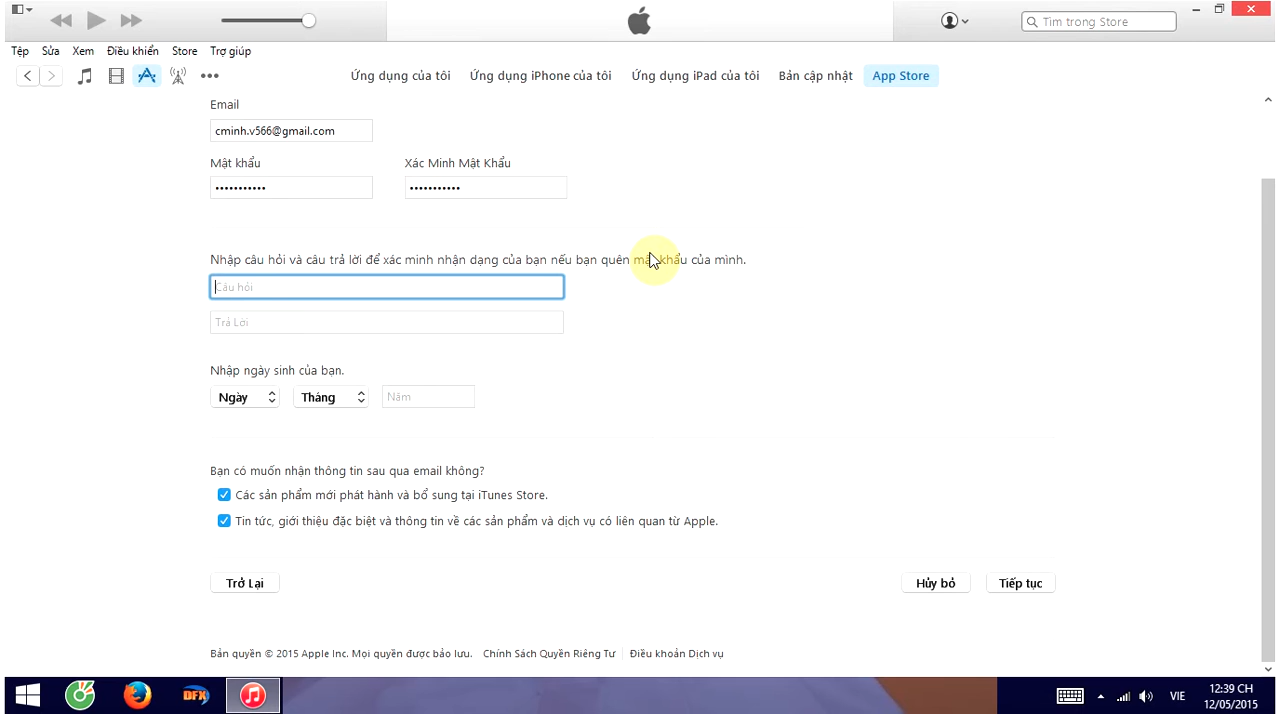 Tìm trong Store
Tệp Sửa Xem Điều khiển Store Trợ giúp
Ứng dụng của tôi Ứng dụng iPhone của tôi Ứng dụng iPad của tôi Bản cập nhật App Store
Email
cminh.v566@gmail.com
Mật khẩu Xác Minh Mật Khẩu
••••••••••• •••••••••••
Nhập câu hỏi và câu trả lời để xác minh nhận dạng của bạn nếu bạn quên mật khẩu của mình.
Câu hỏi
Trả Lời
Nhập ngày sinh của bạn.
Ngày Tháng Năm
Bạn có muốn nhận thông tin sau qua email không?
Các sản phẩm mới phát hành và bổ sung tại iTunes Store.
Tin tức, giới thiệu đặc biệt và thông tin về các sản phẩm và dịch vụ có liên quan từ Apple.
Trở Lại Hủy bỏ Tiếp tục
Bản quyền © 2015 Apple Inc. Mọi quyền được bảo lưu. Chính Sách Quyền Riêng Tư Điều khoản Dịch vụ
DFX VIE 12:39 CH
12/05/2015